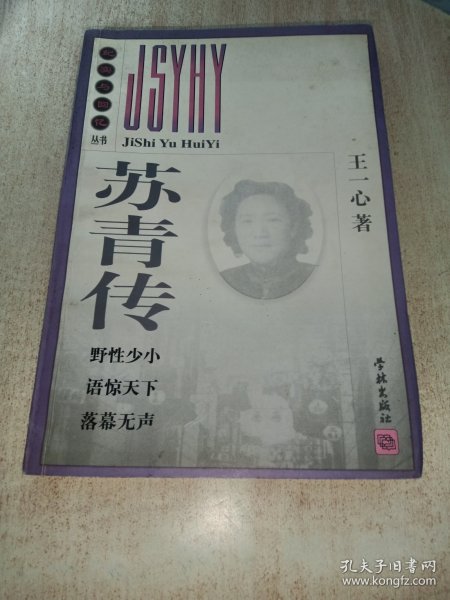 纪实与回忆
丛书
JSYHY
JiShi Yu HuiYi
苏青传
王一心著
野性少小
语惊天下
落幕无声
学林出版社
孔夫子旧书网
www.kongfz.com